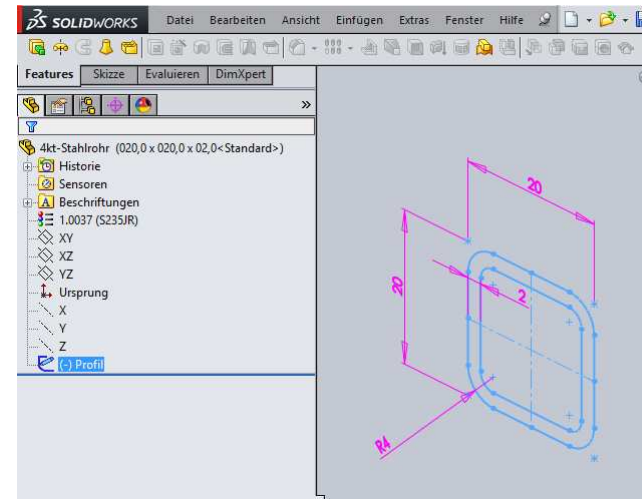 SOLIDWORKS Datei Bearbeiten Ansicht Einfügen Extras Fenster Hilfe
Features Skizze Evaluieren DimXpert
»
4kt-Stahlrohr (020,0 x 020,0 x 02,0<Standard>)
Historie
Sensoren
A Beschriftungen
1.0037 (S235JR)
XY
XZ
YZ
Ursprung
X
Y
Z
(-) Profil
20
20
2
R4